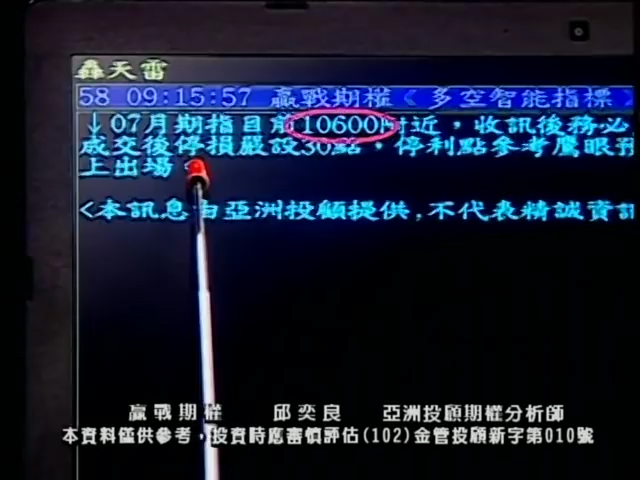 轟天雷
58 09:15:57 贏戰期權《多空智能指標
↓07月期指目前10600附近，收訊後務必
成交後停損嚴設30點，停利點參考鷹眼預
上出場
<本訊息由亞洲投顧提供,不代表精誠資訊
贏戰期權 邱奕良 亞洲投顧期權分析師
本資料僅供參考，投資時應審慎評估(102)金管投顧新字第010號